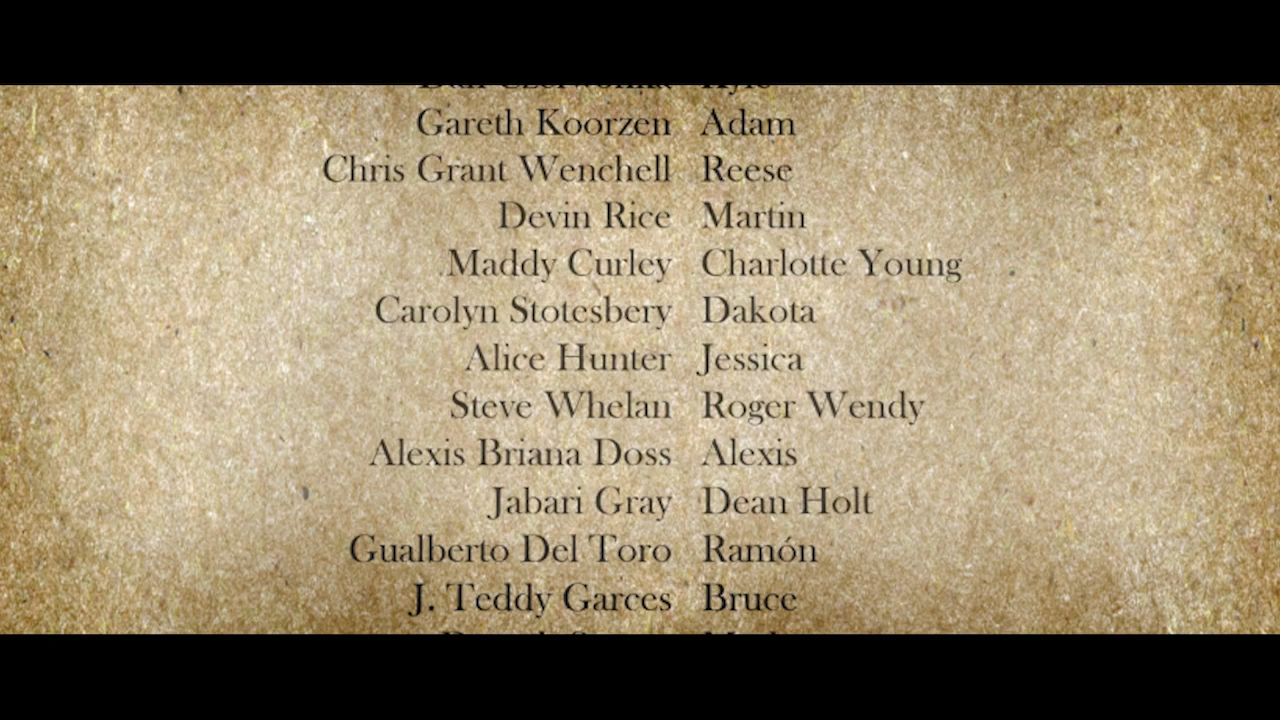 Gareth Koorzen Adam
Chris Grant Wenchell Reese
Devin Rice Martin
Maddy Curley Charlotte Young
Carolyn Stotesbery Dakota
Alice Hunter Jessica
Steve Whelan Roger Wendy
Alexis Briana Doss Alexis
Jabari Gray Dean Holt
Gualberto Del Toro Ramón
J. Teddy Garces Bruce